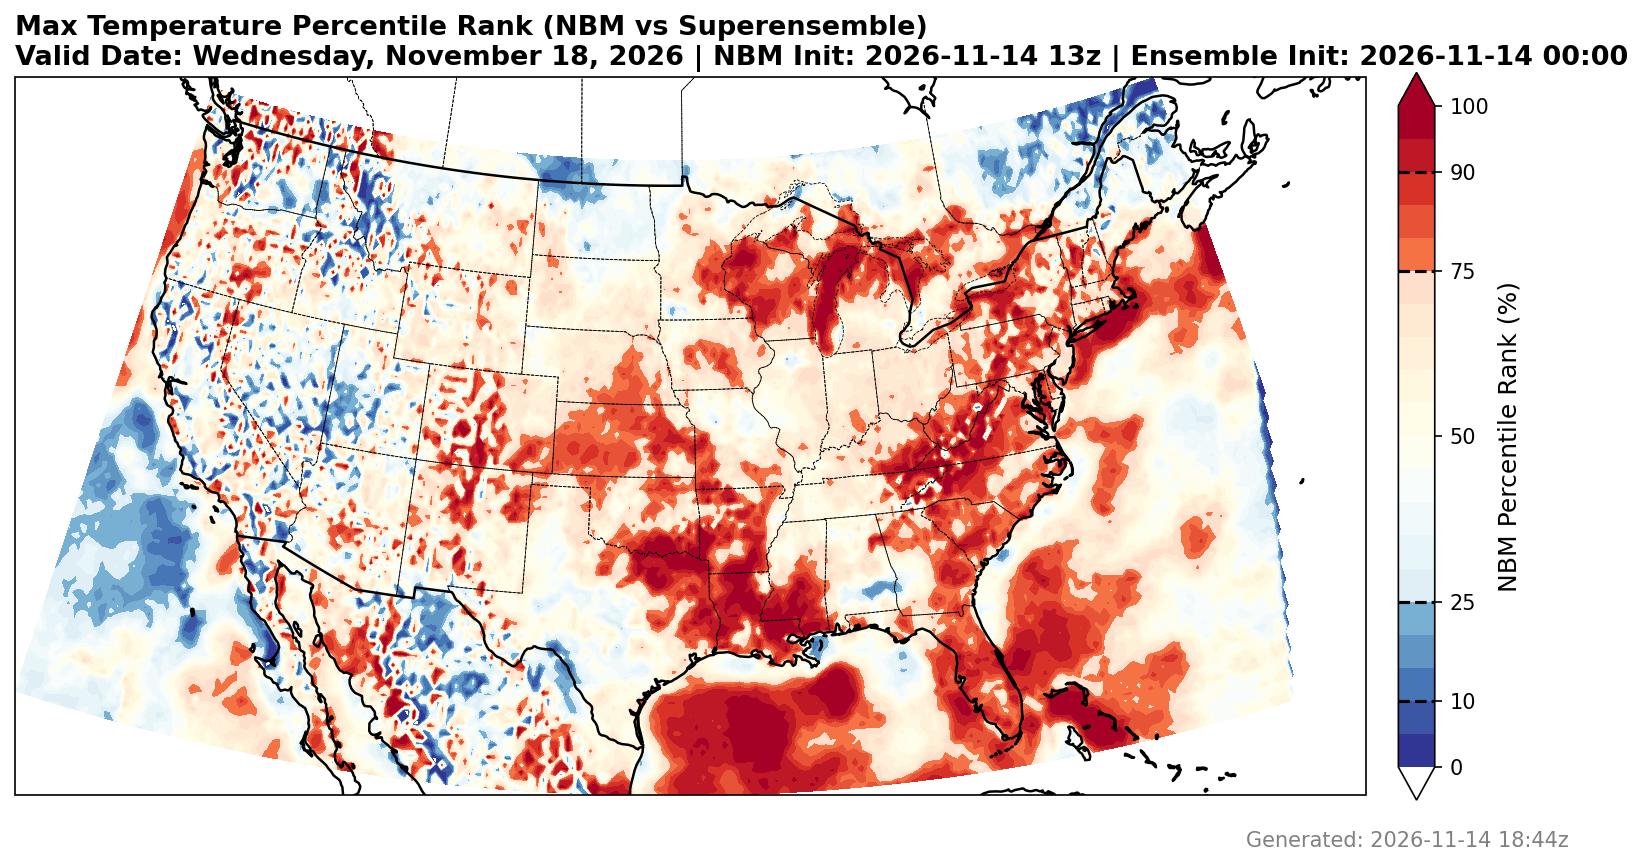 Max Temperature Percentile Rank (NBM vs Superensemble)
Valid Date: Wednesday, November 18, 2026 | NBM Init: 2026-11-14 13z | Ensemble Init: 2026-11-14 00:00
100
90
75
50
25
10
0
NBM Percentile Rank (%)
Generated: 2026-11-14 18:44z